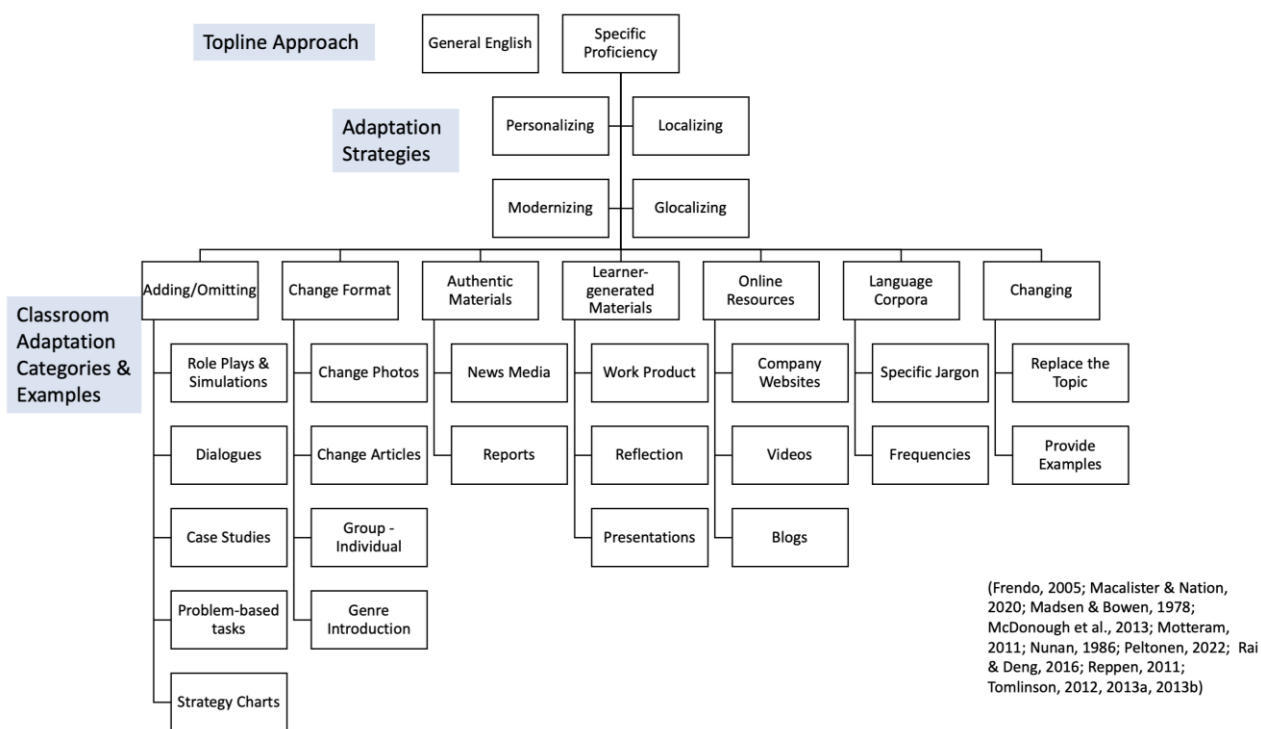 Topline Approach
General English
Specific
Proficiency
Adaptation
Strategies
Personalizing
Localizing
Modernizing
Glocalizing
Classroom
Adaptation
Categories &
Examples
Adding/Omitting
Change Format
Authentic
Materials
Learner-
generated
Materials
Online
Resources
Language
Corpora
Changing
Role Plays &
Simulations
Change Photos
News Media
Work Product
Company
Websites
Specific Jargon
Replace the
Topic
Dialogues
Change Articles
Reports
Reflection
Videos
Frequencies
Provide
Examples
Case Studies
Group -
Individual
Presentations
Blogs
Problem-based
tasks
Genre
Introduction
Strategy Charts
(Frendo, 2005; Macalister & Nation,
2020; Madsen & Bowen, 1978;
McDonough et al., 2013; Motteram,
2011; Nunan, 1986; Peltonen, 2022; Rai
& Deng, 2016; Reppen, 2011;
Tomlinson, 2012, 2013a, 2013b)